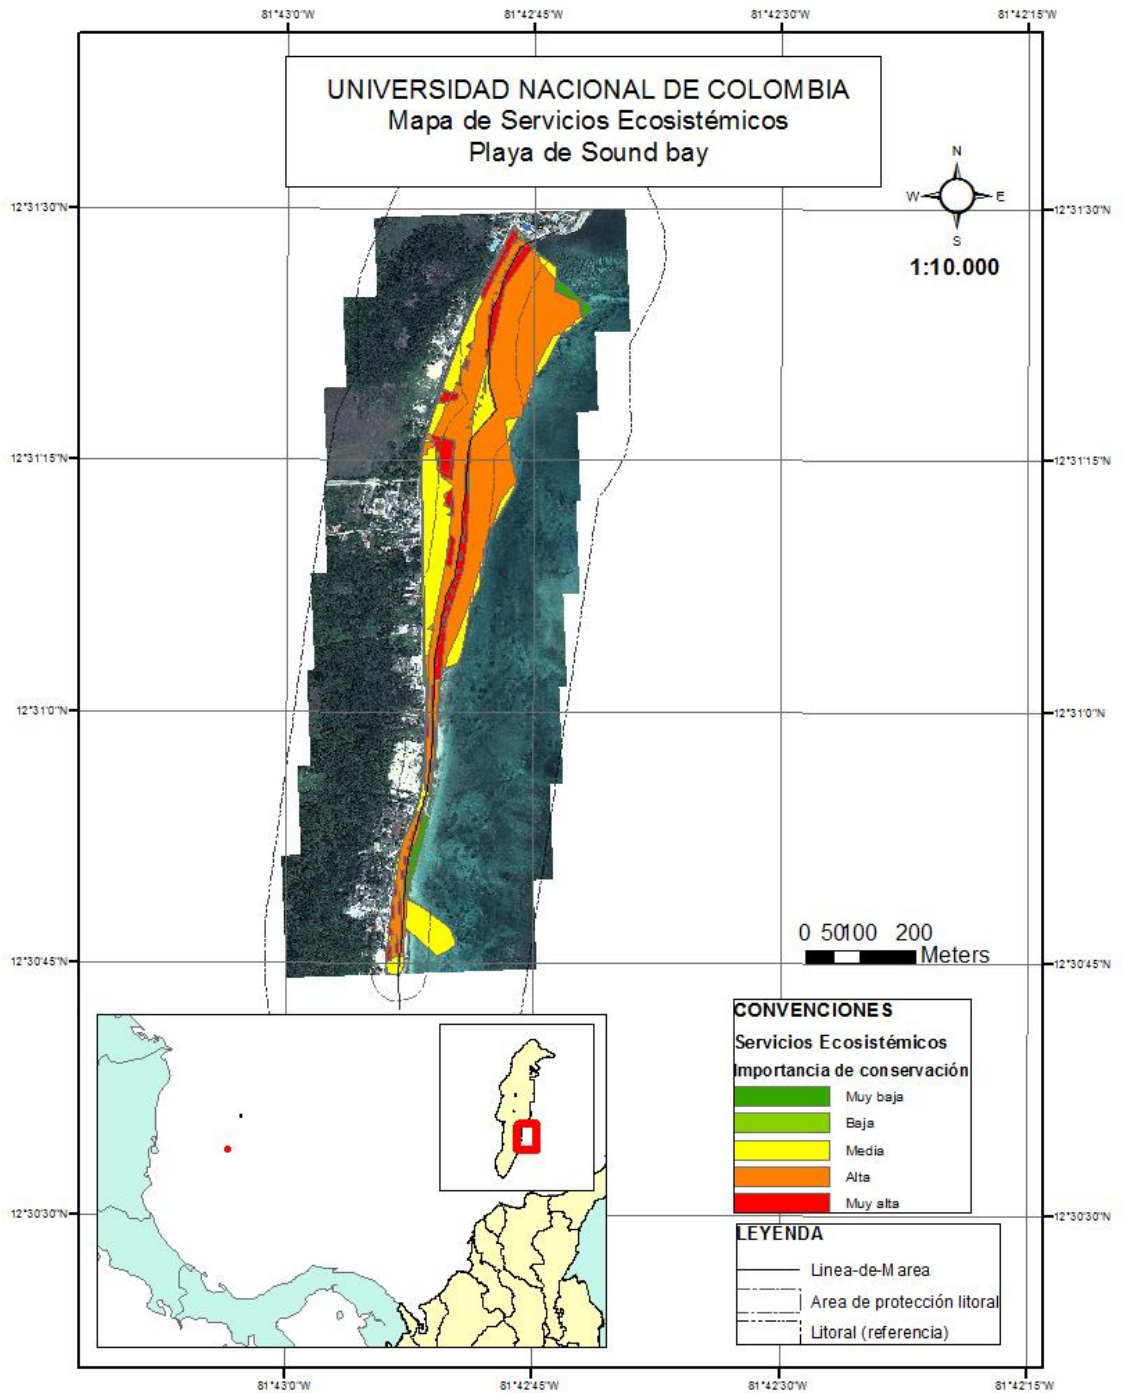 81°43'0"W 81°42'45"W 81°42'30"W 81°42'15"W
UNIVERSIDAD NACIONAL DE COLOMBIA
Mapa de Servicios Ecosistémicos
Playa de Sound bay
N
W E
S
1:10.000
12°31'30"N 12°31'30"N
12°31'15"N 12°31'15"N
12°31'0"N 12°31'0"N
0 50100 200
Meters
12°30'45"N 12°30'45"N
CONVENCIONES
Servicios Ecosistémicos
Importancia de conservación
Muy baja
Baja
Media
Alta
Muy alta
12°30'30"N 12°30'30"N
LEYENDA
Linea-de-Marea
Area de protección litoral
Litoral (referencia)
81°43'0"W 81°42'45"W 81°42'30"W 81°42'15"W